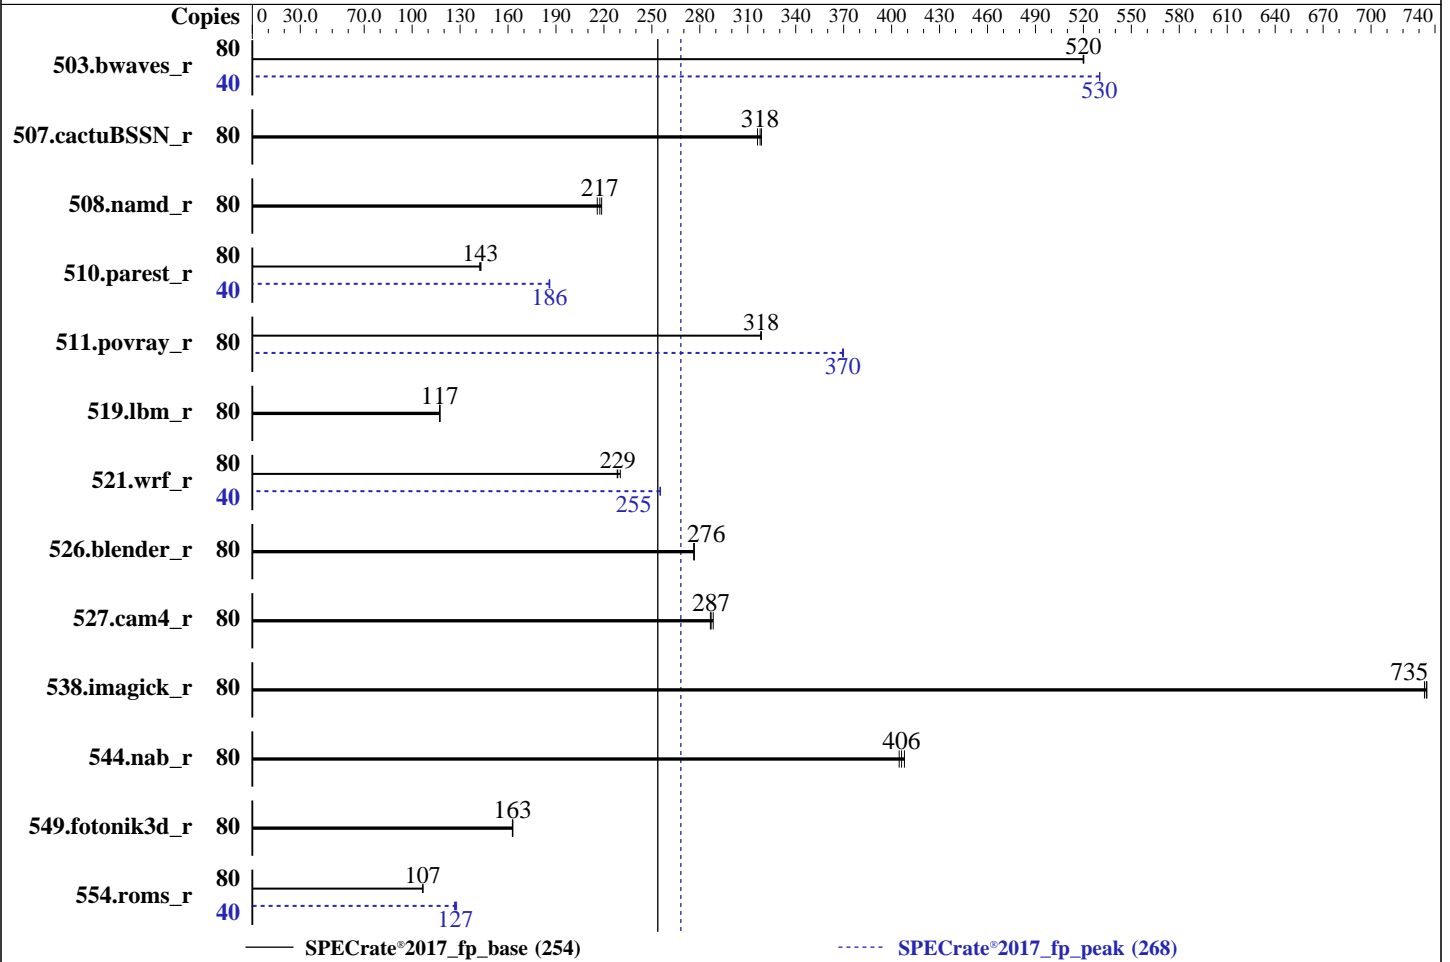 Copies 0 30.0 70.0 100 130 160 190 220 250 280 310 340 370 400 430 460 490 520 550 580 610 640 670 700 740
503.bwaves_r 80 520
40 530
507.cactuBSSN_r 80 318
508.namd_r 80 217
510.parest_r 80 143
40 186
511.povray_r 80 318
370
519.lbm_r 80 117
521.wrf_r 80 229
40 255
526.blender_r 80 276
527.cam4_r 80 287
538.imagick_r 80 735
544.nab_r 80 406
549.fotonik3d_r 80 163
554.roms_r 80 107
40 127
SPECrate®2017_fp_base (254) SPECrate®2017_fp_peak (268)